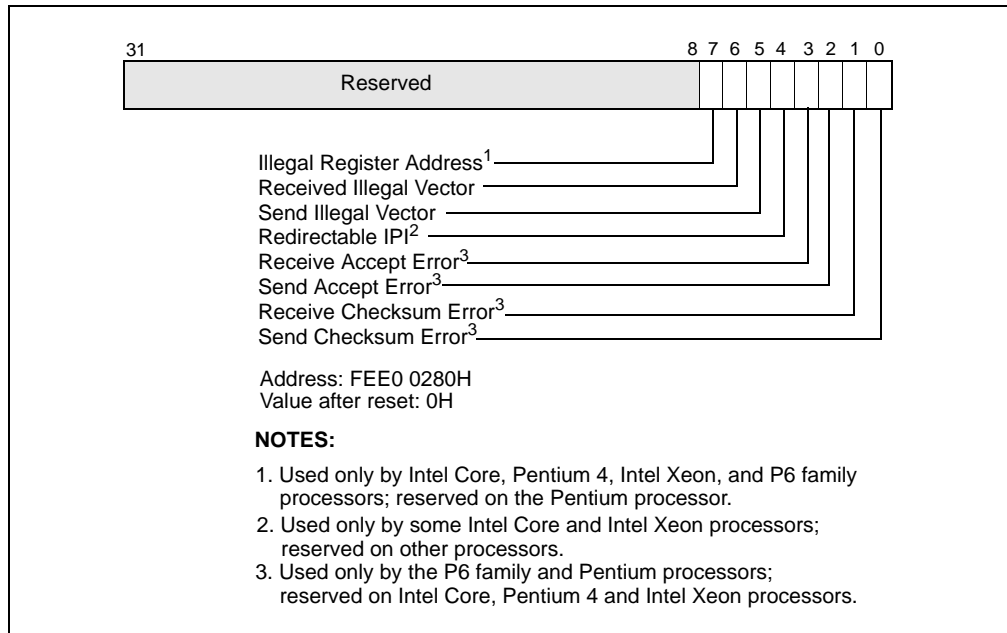 31 8 7 6 5 4 3 2 1 0
Reserved
Illegal Register Address1
Received Illegal Vector
Send Illegal Vector
Redirectable IPI2
Receive Accept Error3
Send Accept Error3
Receive Checksum Error3
Send Checksum Error3
Address: FEE0 0280H
Value after reset: 0H
NOTES:
1. Used only by Intel Core, Pentium 4, Intel Xeon, and P6 family
processors; reserved on the Pentium processor.
2. Used only by some Intel Core and Intel Xeon processors;
reserved on other processors.
3. Used only by the P6 family and Pentium processors;
reserved on Intel Core, Pentium 4 and Intel Xeon processors.